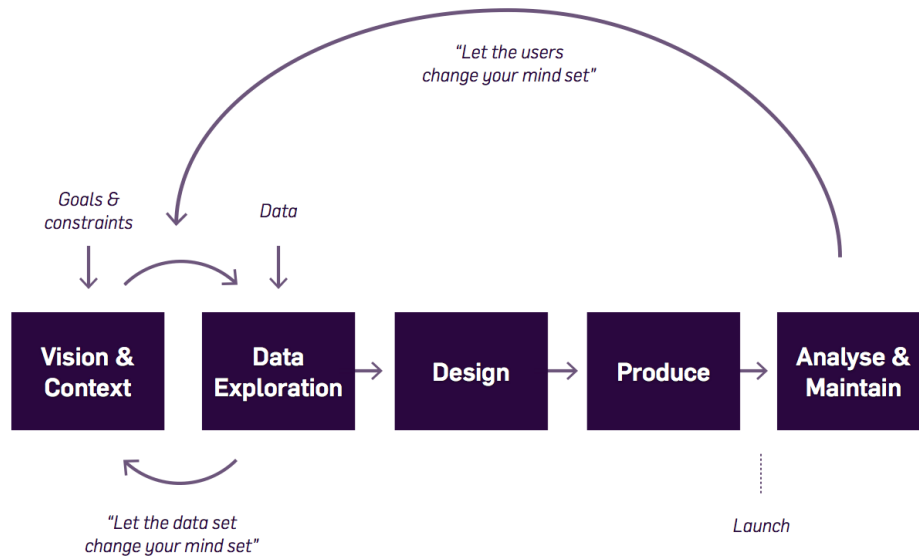 “Let the users
change your mind set"
Goals &
constraints
Data
Vision &
Context
Data
Exploration
Design
Produce
Analyse &
Maintain
“Let the data set
change your mind set"
Launch